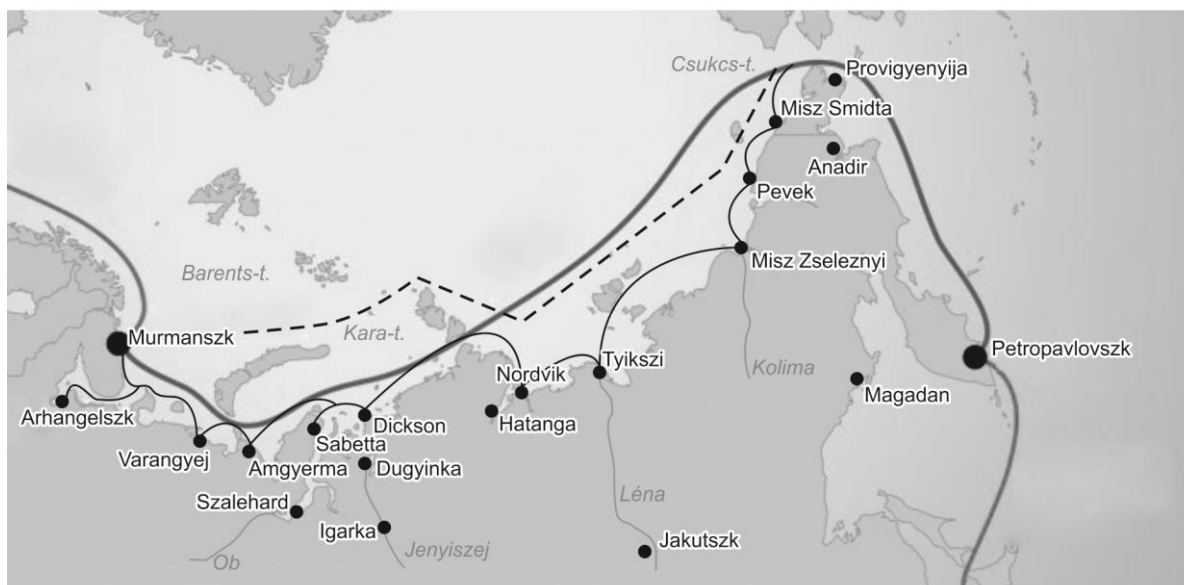 Csukcs-t.
Provigyenyija
Misz Smidta
Anadir
Pevek
Misz Zseleznyi
Barents-t.
Kara-t.
Murmanszk
Petropavlovszk
Kolima
Tyikszi
Nordvik
Magadan
Arhangelszk
Hatanga
Dickson
Sabetta
Varangyej
Amgyerma
Dugyinka
Szalehard
Léna
Igarka
Jenyiszej
Jakutszk
Ob